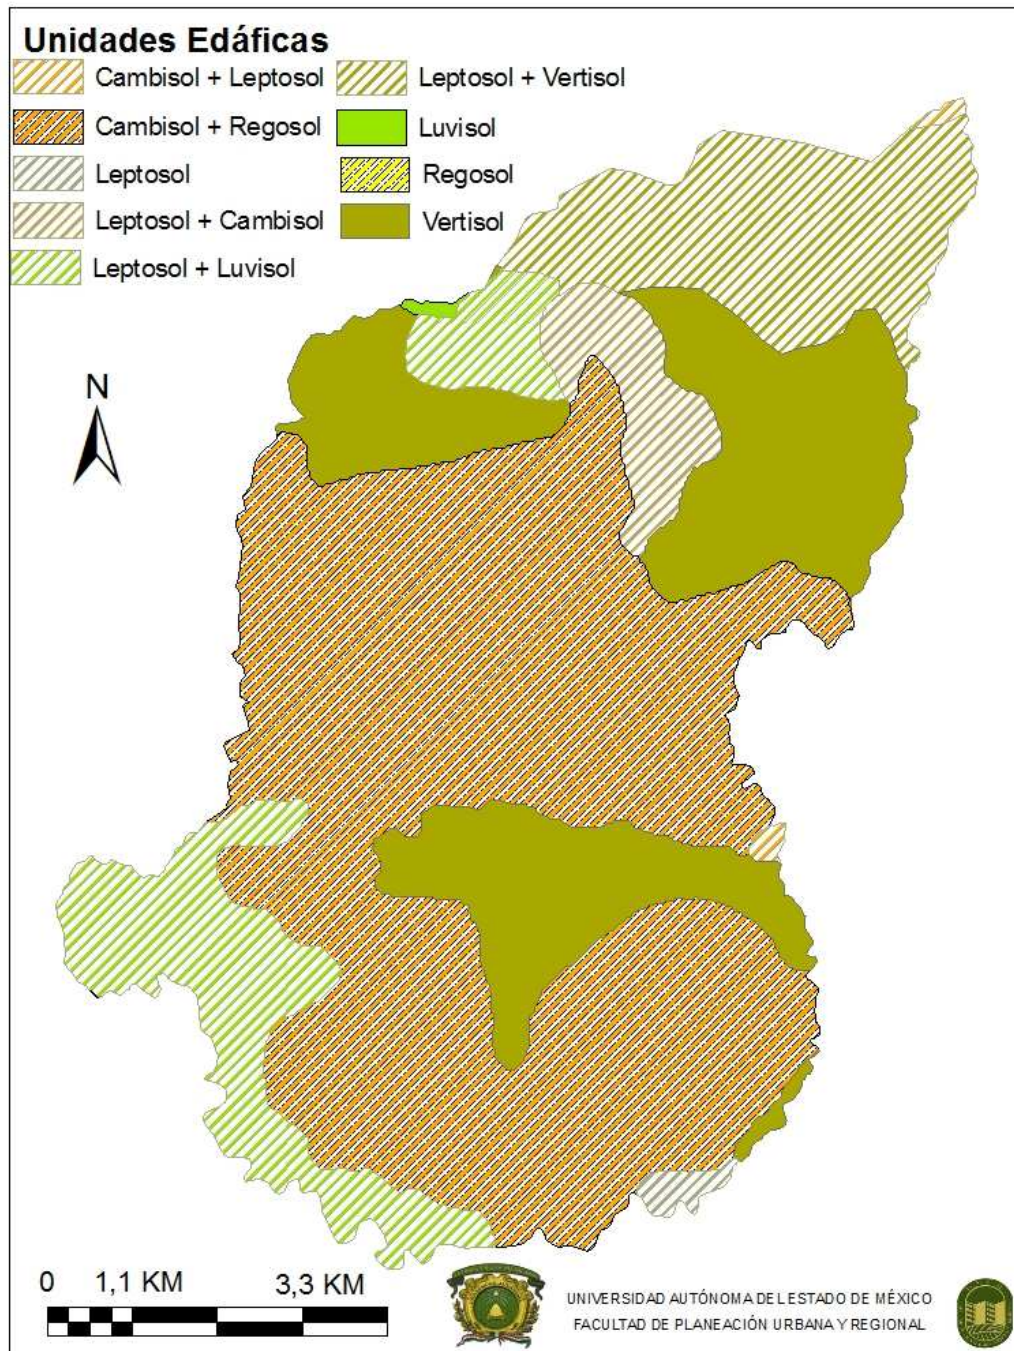 Unidades Edáficas
Cambisol + Leptosol
Cambisol + Regosol
Leptosol
Leptosol + Cambisol
Leptosol + Luvisol
Leptosol + Vertisol
Luvisol
Regosol
Vertisol
N
0 1,1 KM 3,3 KM
UNIVERSIDAD AUTÓNOMA DEL ESTADO DE MÉXICO
FACULTAD DE PLANEACIÓN URBANA Y REGIONAL